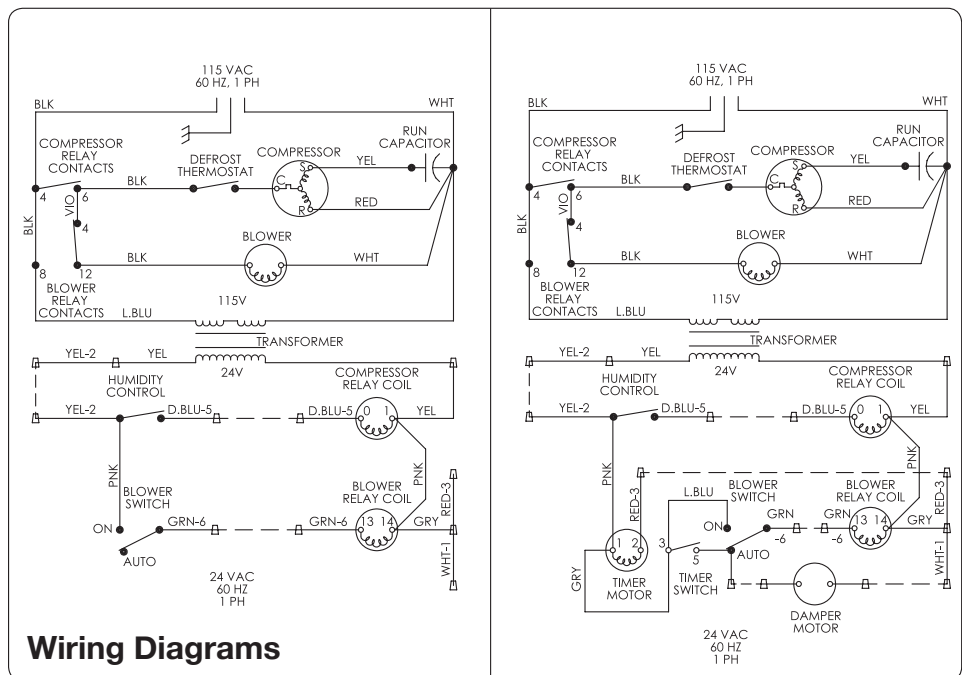 115 VAC
60 HZ, 1 PH
BLK
WHT
COMPRESSOR
RELAY
CONTACTS
DEFROST
THERMOSTAT
COMPRESSOR
RUN
CAPACITOR
YEL
S
C
R
4
6
BLK
RED
VIO
4
BLK
BLOWER
BLK
WHT
8
12
BLOWER
RELAY
CONTACTS
L.BLU
115V
TRANSFORMER
24V
YEL-2
YEL
COMPRESSOR
RELAY COIL
HUMIDITY
CONTROL
YEL-2
D.BLU-5
D.BLU-5
0 1
YEL
PNK
PNK
BLOWER
SWITCH
BLOWER
RELAY COIL
RED-3
ON
GRN-6
GRN-6
13 14
GRY
AUTO
WHT-1
24 VAC
60 HZ
1 PH
Wiring Diagrams
115 VAC
60 HZ, 1 PH
BLK
WHT
COMPRESSOR
RELAY
CONTACTS
DEFROST
THERMOSTAT
COMPRESSOR
RUN
CAPACITOR
YEL
S
C
R
4
6
BLK
RED
VIO
4
BLK
BLOWER
BLK
WHT
8
12
BLOWER
RELAY
CONTACTS
L.BLU
115V
TRANSFORMER
24V
YEL-2
YEL
COMPRESSOR
RELAY COIL
HUMIDITY
CONTROL
YEL-2
D.BLU-5
D.BLU-5
0 1
YEL
PNK
PNK
RED-3
L.BLU
BLOWER
SWITCH
BLOWER
RELAY COIL
RED-3
ON
GRN
-6
GRN
-6
13 14
GRY
1 2
3
5
AUTO
GRY
TIMER
MOTOR
TIMER
SWITCH
WHT-1
DAMPER
MOTOR
24 VAC
60 HZ
1 PH